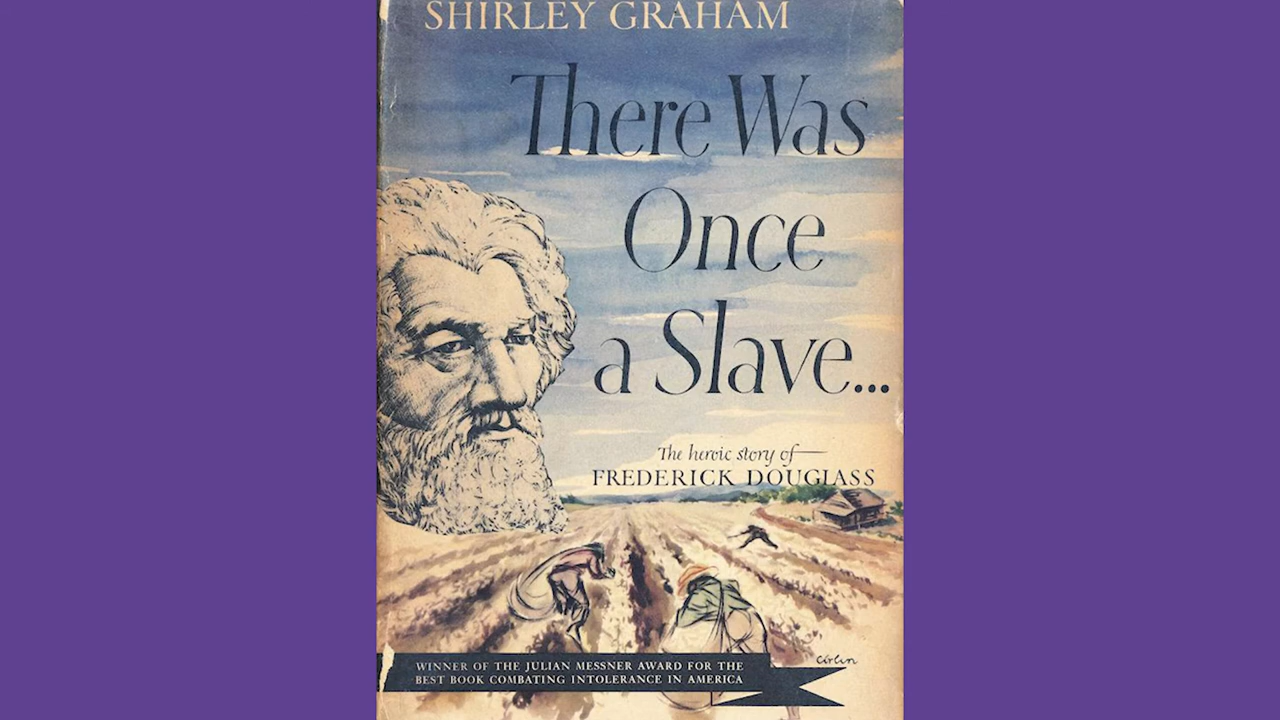 SHIRLEY GRAHAM
There Was
Once
a Slave...
The heroic story of—
FREDERICK DOUGLASS
WINNER OF THE JULIAN MESSNER AWARD FOR THE
BEST BOOK COMBATING INTOLERANCE IN AMERICA
Cirlin